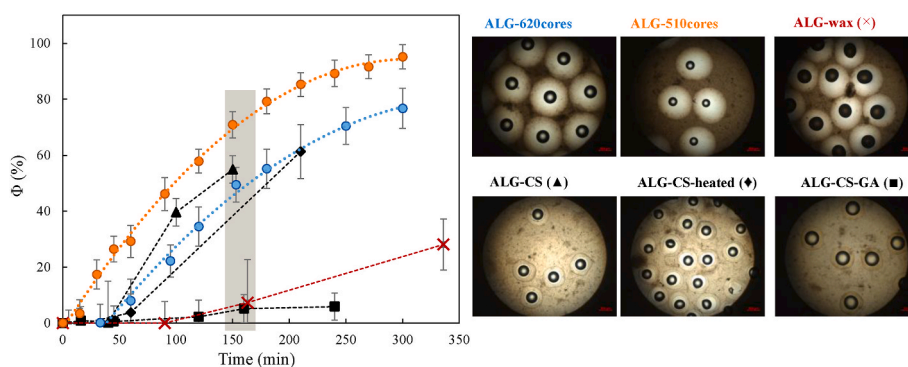 100
80
60
40
20
0
Φ (%)
0
50
100
150
200
250
300
350
Time (min)
ALG-620cores
ALG-510cores
ALG-wax (×)
ALG-CS (▲)
ALG-CS-heated (♦)
ALG-CS-GA (■)